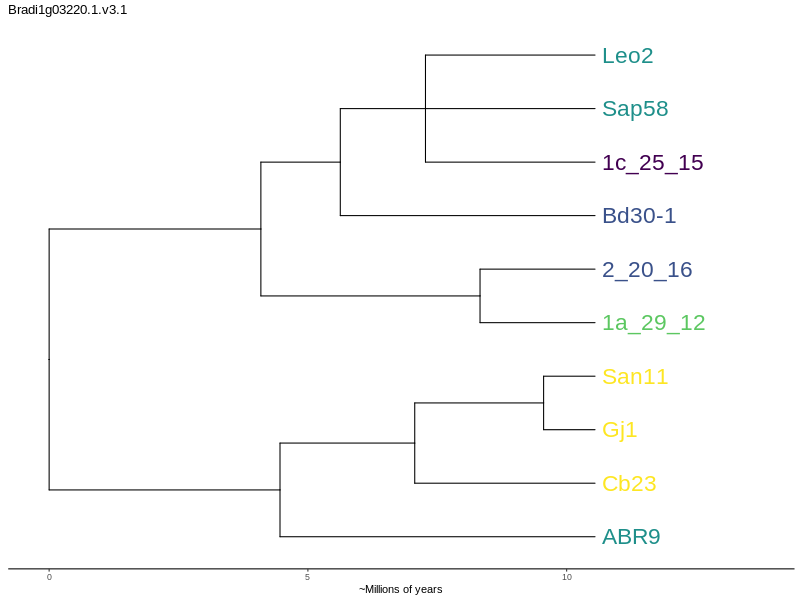 Bradi1g03220.1.v3.1
Leo2
Sap58
1c_25_15
Bd30-1
2_20_16
1a_29_12
San11
Gj1
Cb23
ABR9
0 5 10
~Millions of years